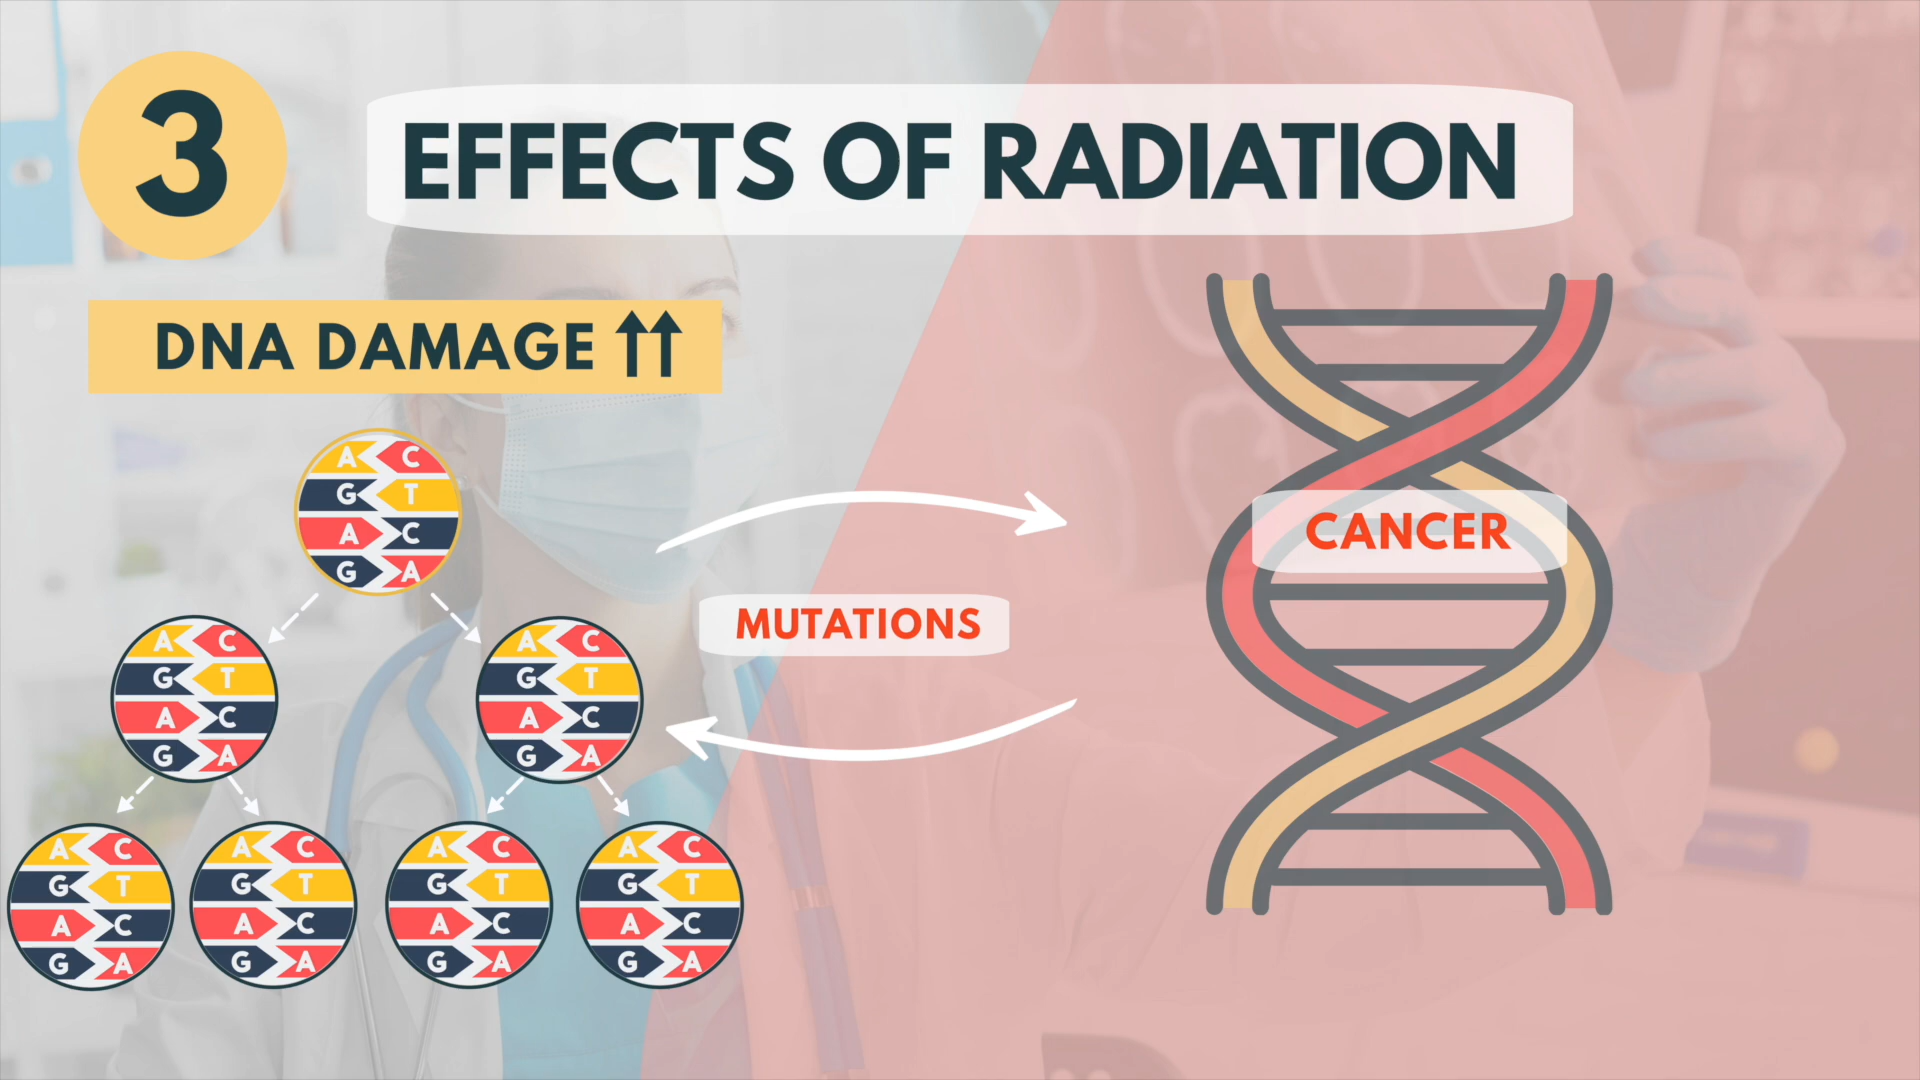 3
EFFECTS OF RADIATION
DNA DAMAGE ↑↑
A C
G T
A C
G A
A C
G T
A C
G A
A C
G T
A C
G A
MUTATIONS
CANCER
A C
G T
A C
G A
A C
G T
A C
G A
A C
G T
A C
G A
A C
G T
A C
G A